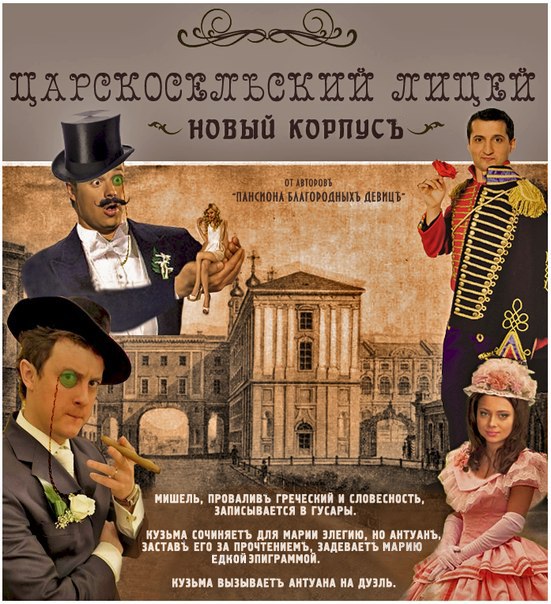 ЦАРСКОСЕЛЬСКИЙ ЛИЦЕЙ
НОВЫЙ КОРПУСЪ
ОТ АВТОРОВЪ
"ПАНСИОНА БЛАГОРОДНЫХЪ ДЕВИЦЪ"
МИШЕЛЬ, ПРОВАЛИВЪ ГРЕЧЕСКИЙ И СЛОВЕСНОСТЬ,
ЗАПИСЫВАЕТСЯ В ГУСАРЫ.
КУЗЬМА СОЧИНЯЕТЪ ДЛЯ МАРИИ ЭЛЕГИЮ, НО АНТУАНЪ,
ЗАСТАВЪ ЕГО ЗА ПРОЧТЕНИЕМЪ, ЗАДЕВАЕТЪ МАРИЮ
ЕДКОЙ ЭПИГРАММОЙ.
КУЗЬМА ВЫЗЫВАЕТЪ АНТУАНА НА ДУЭЛЬ.